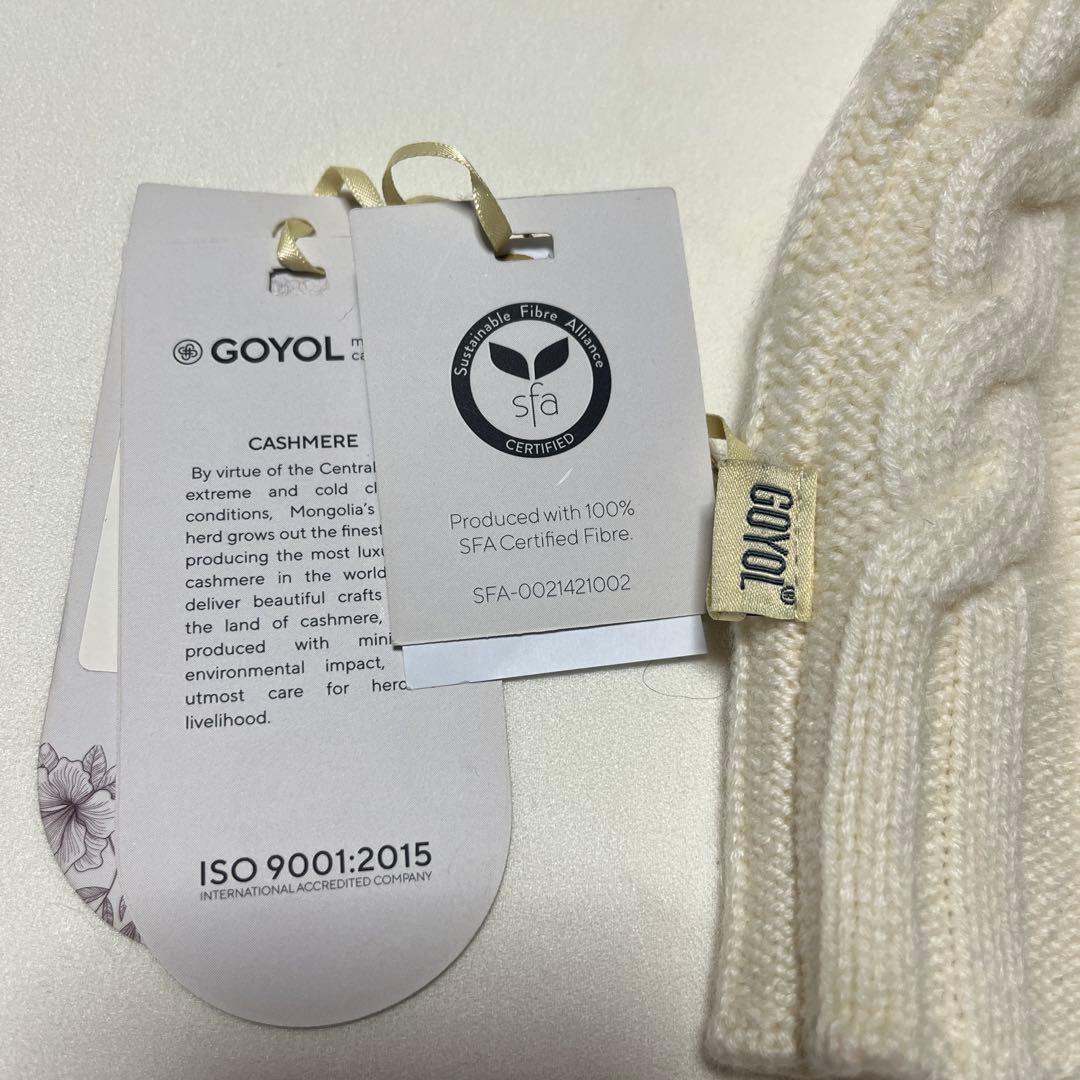 GOYOL
CASHMERE
By virtue of the Central
extreme and cold
conditions, Mongolia's
herd grows out the finest
producing the most
cashmere in the world
deliver beautiful crafts
the land of cashmere,
produced with
environmental impact,
utmost care for
livelihood.
ISO 9001:2015
INTERNATIONAL ACCREDITED COMPANY
Sustainable Fibre Alliance
sfa
CERTIFIED
Produced with 100%
SFA Certified Fibre.
SFA-0021421002
GOYOL®